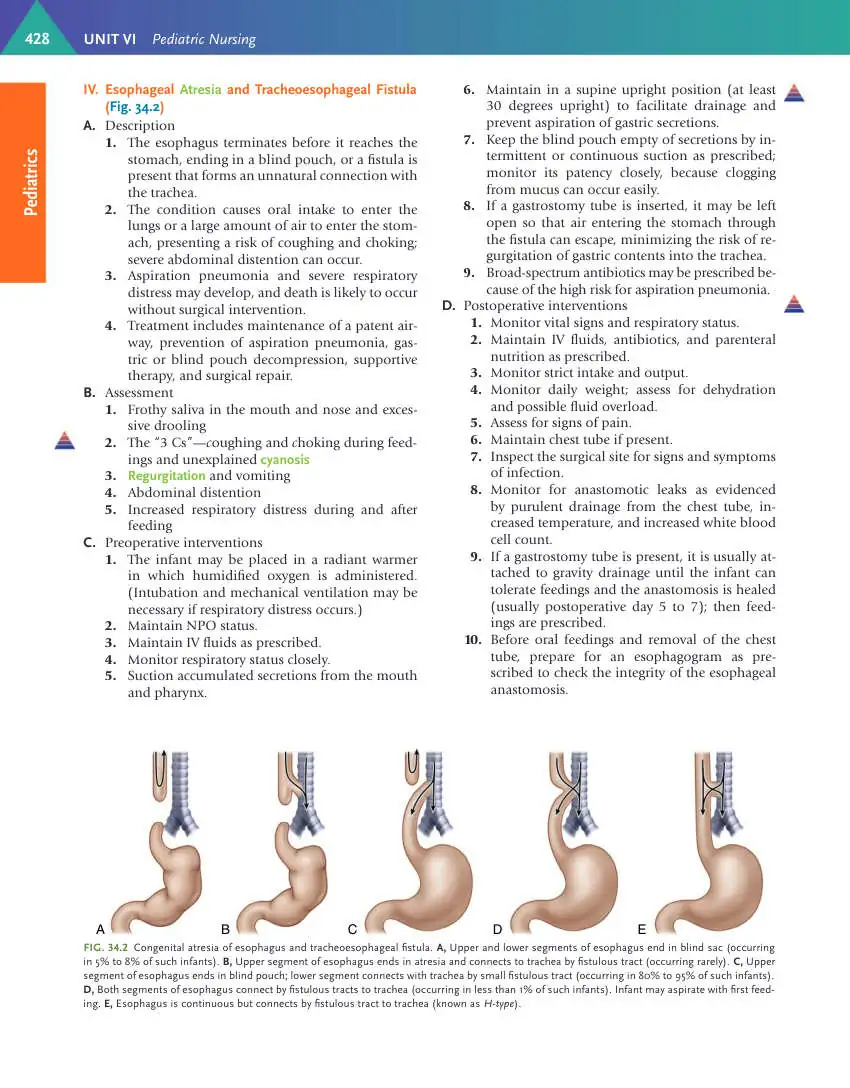 428
UNIT VI Pediatric Nursing
Pediatrics
IV. Esophageal Atresia and Tracheoesophageal Fistula
(Fig. 34.2)
A. Description
1. The esophagus terminates before it reaches the
stomach, ending in a blind pouch, or a fistula is
present that forms an unnatural connection with
the trachea.
2. The condition causes oral intake to enter the
lungs or a large amount of air to enter the stom-
ach, presenting a risk of coughing and choking;
severe abdominal distention can occur.
3. Aspiration pneumonia and severe respiratory
distress may develop, and death is likely to occur
without surgical intervention.
4. Treatment includes maintenance of a patent air-
way, prevention of aspiration pneumonia, gas-
tric or blind pouch decompression, supportive
therapy, and surgical repair.
B. Assessment
1. Frothy saliva in the mouth and nose and exces-
sive drooling
2. The “3 Cs”—coughing and choking during feed-
ings and unexplained cyanosis
3. Regurgitation and vomiting
4. Abdominal distention
5. Increased respiratory distress during and after
feeding
C. Preoperative interventions
1. The infant may be placed in a radiant warmer
in which humidified oxygen is administered.
(Intubation and mechanical ventilation may be
necessary if respiratory distress occurs.)
2. Maintain NPO status.
3. Maintain IV fluids as prescribed.
4. Monitor respiratory status closely.
5. Suction accumulated secretions from the mouth
and pharynx.
6. Maintain in a supine upright position (at least
30 degrees upright) to facilitate drainage and
prevent aspiration of gastric secretions.
7. Keep the blind pouch empty of secretions by in-
termittent or continuous suction as prescribed;
monitor its patency closely, because clogging
from mucus can occur easily.
8. If a gastrostomy tube is inserted, it may be left
open so that air entering the stomach through
the fistula can escape, minimizing the risk of re-
gurgitation of gastric contents into the trachea.
9. Broad-spectrum antibiotics may be prescribed be-
cause of the high risk for aspiration pneumonia.
D. Postoperative interventions
1. Monitor vital signs and respiratory status.
2. Maintain IV fluids, antibiotics, and parenteral
nutrition as prescribed.
3. Monitor strict intake and output.
4. Monitor daily weight; assess for dehydration
and possible fluid overload.
5. Assess for signs of pain.
6. Maintain chest tube if present.
7. Inspect the surgical site for signs and symptoms
of infection.
8. Monitor for anastomotic leaks as evidenced
by purulent drainage from the chest tube, in-
creased temperature, and increased white blood
cell count.
9. If a gastrostomy tube is present, it is usually at-
tached to gravity drainage until the infant can
tolerate feedings and the anastomosis is healed
(usually postoperative day 5 to 7); then feed-
ings are prescribed.
10. Before oral feedings and removal of the chest
tube, prepare for an esophagogram as pre-
scribed to check the integrity of the esophageal
anastomosis.
A B C D E
FIG. 34.2 Congenital atresia of esophagus and tracheoesophageal fistula. A, Upper and lower segments of esophagus end in blind sac (occurring
in 5% to 8% of such infants). B, Upper segment of esophagus ends in atresia and connects to trachea by fistulous tract (occurring rarely). C, Upper
segment of esophagus ends in blind pouch; lower segment connects with trachea by small fistulous tract (occurring in 80% to 95% of such infants).
D, Both segments of esophagus connect by fistulous tracts to trachea (occurring in less than 1% of such infants). Infant may aspirate with first feed-
ing. E, Esophagus is continuous but connects by fistulous tract to trachea (known as H-type).